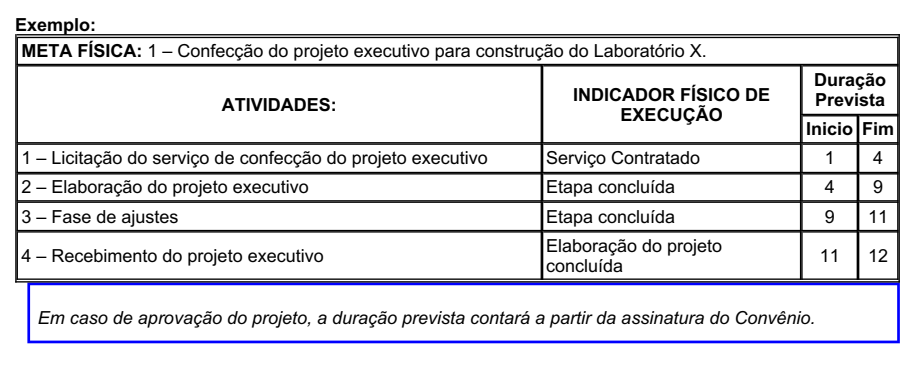 Exemplo:
META FÍSICA: 1 – Confecção do projeto executivo para construção do Laboratório X.
ATIVIDADES:
INDICADOR FÍSICO DE
EXECUÇÃO
Duração
Prevista
Inicio Fim
1 – Licitação do serviço de confecção do projeto executivo Serviço Contratado 1 4
2 – Elaboração do projeto executivo Etapa concluída 4 9
3 – Fase de ajustes Etapa concluída 9 11
4 – Recebimento do projeto executivo Elaboração do projeto
concluída 11 12
Em caso de aprovação do projeto, a duração prevista contará a partir da assinatura do Convênio.